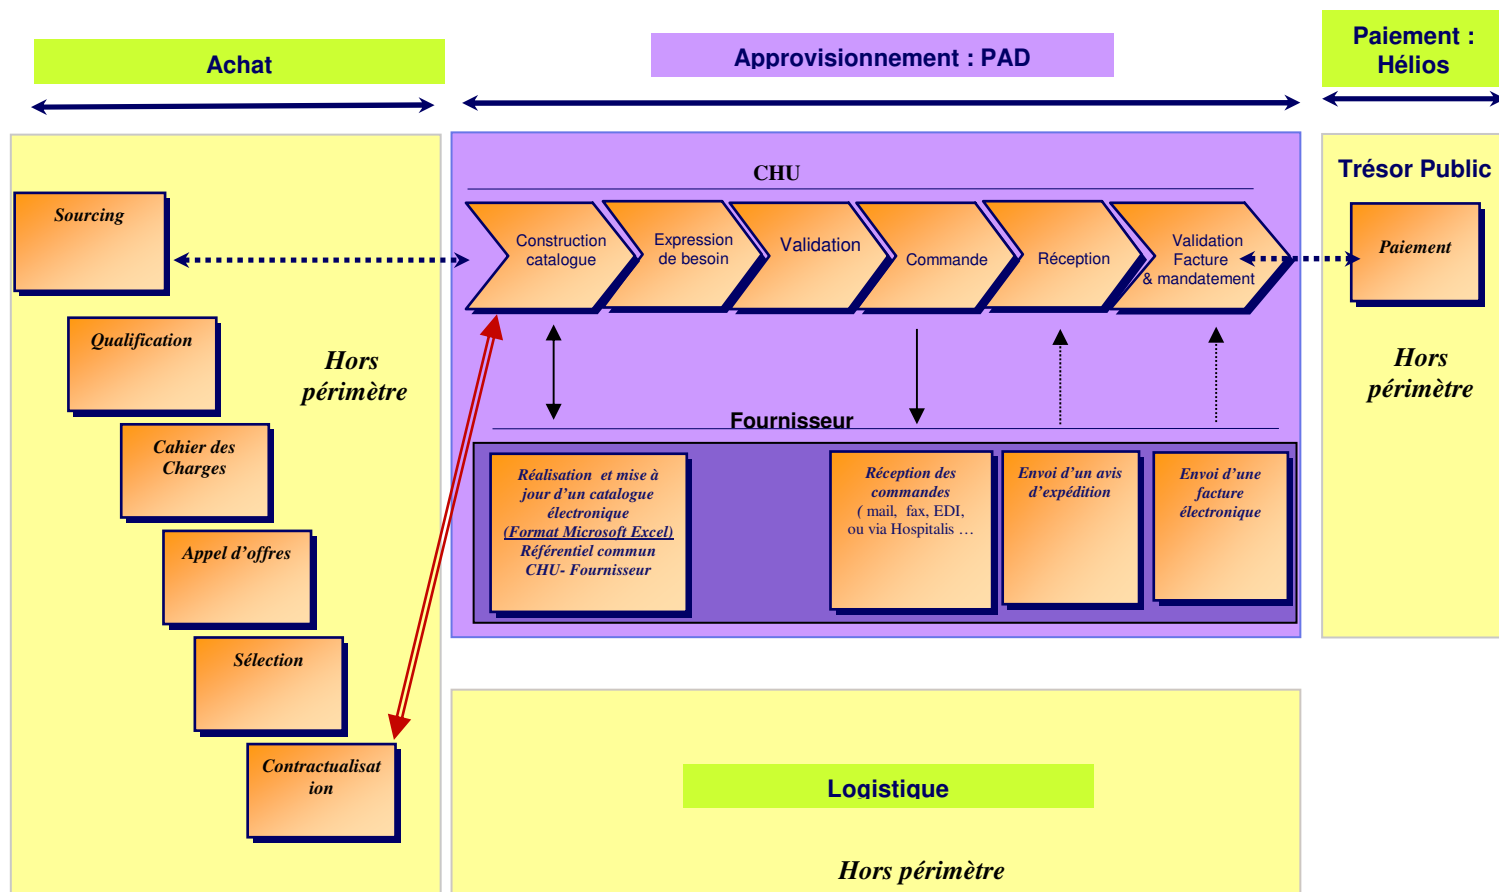 Achat
Approvisionnement : PAD
Paiement :
Hélios
Sourcing
Qualification
Hors
périmètre
Cahier des
Charges
Appel d’offres
Sélection
Contractualisat
ion
CHU
Construction
catalogue
Expression
de besoin
Validation
Commande
Réception
Validation
Facture
& mandatement
Fournisseur
Réalisation et mise à
jour d’un catalogue
électronique
(Format Microsoft Excel)
Référentiel commun
CHU- Fournisseur
Réception des
commandes
( mail, fax, EDI,
ou via Hospitalis …
Envoi d’un avis
d’expédition
Envoi d’une
facture
électronique
Trésor Public
Paiement
Hors
périmètre
Logistique
Hors périmètre